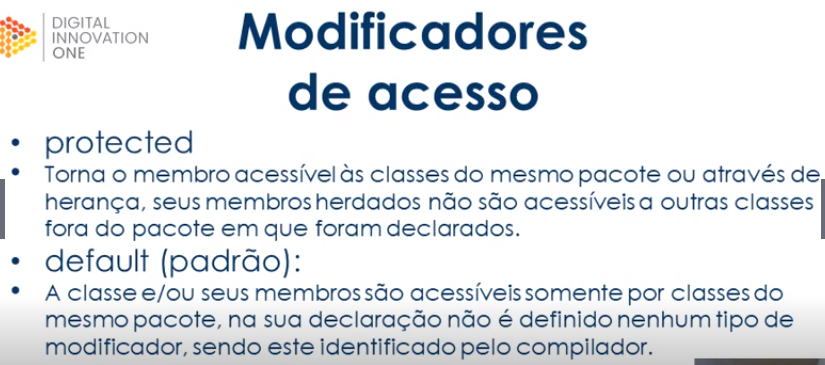 DIGITAL
INNOVATION
ONE
Modificadores
de acesso
• protected
• Torna o membro acessível às classes do mesmo pacote ou através de
herança, seus membros herdados não são acessíveis a outras classes
fora do pacote em que foram declarados.
• default (padrão):
• A classe e/ou seus membros são acessíveis somente por classes do
mesmo pacote, na sua declaração não é definido nenhum tipo de
modificador, sendo este identificado pelo compilador.